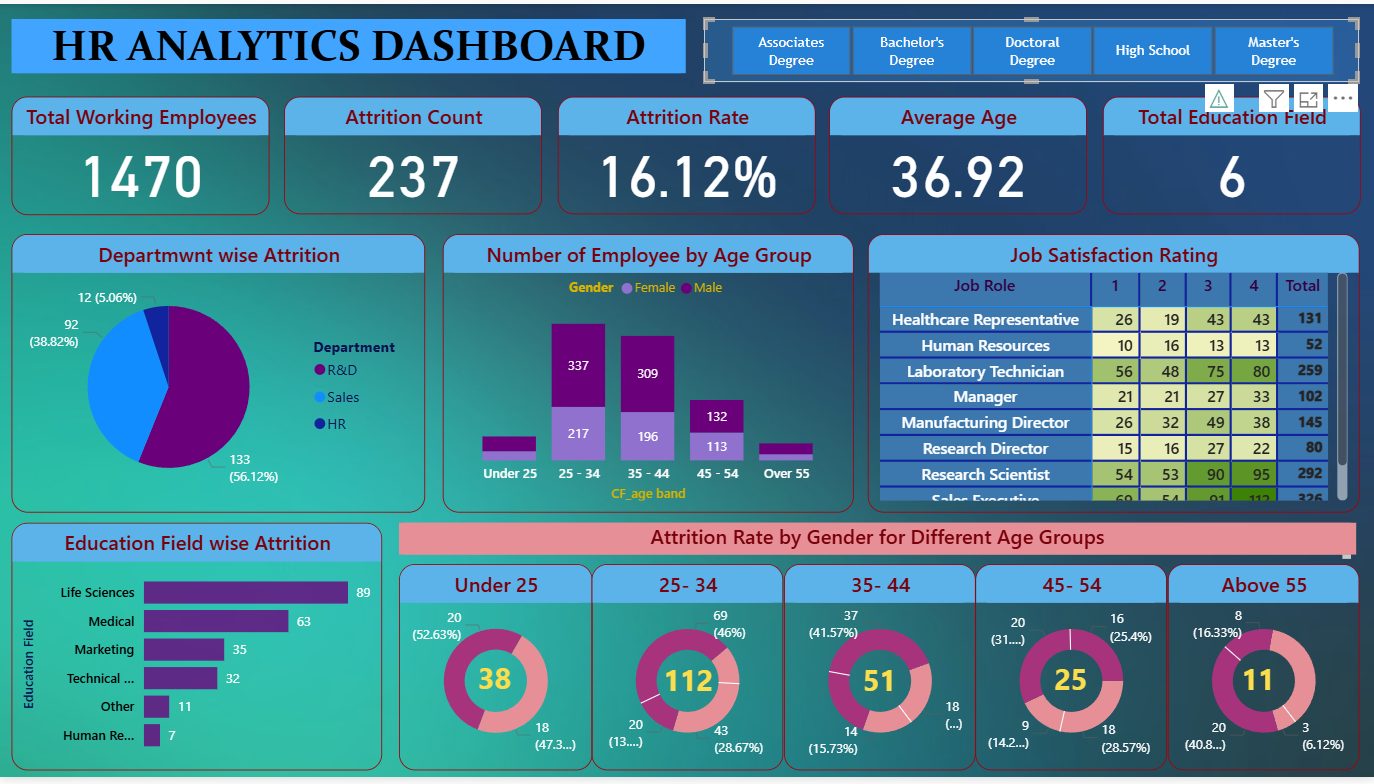 HR ANALYTICS DASHBOARD
Associates Degree
Bachelor's Degree
Doctoral Degree
High School
Master's Degree
Total Working Employees
1470
Attrition Count
237
Attrition Rate
16.12%
Average Age
36.92
Total Education Field
6
Departmwnt wise Attrition
12 (5.06%)
92
(38.82%)
133
(56.12%)
Department
R&D
Sales
HR
Number of Employee by Age Group
Gender Female Male
337
309
132
217
196
113
Under 25 25 - 34 35 - 44 45 - 54 Over 55
CF_age band
Job Satisfaction Rating
Job Role 1 2 3 4 Total
Healthcare Representative 26 19 43 43 131
Human Resources 10 16 13 13 52
Laboratory Technician 56 48 75 80 259
Manager 21 21 27 33 102
Manufacturing Director 26 32 49 38 145
Research Director 15 16 27 22 80
Research Scientist 54 53 90 95 292
Sales Executive 69 54 91 112 326
Education Field wise Attrition
Education Field
Life Sciences 89
Medical 63
Marketing 35
Technical ... 32
Other 11
Human Re... 7
Attrition Rate by Gender for Different Age Groups
Under 25
20
(52.63%)
38
18
(47.3...)
25- 34
69
(46%)
112
20
(13....)
43
(28.67%)
35- 44
37
(41.57%)
51
18
(...)
14
(15.73%)
45- 54
20
(31....)
16
(25.4%)
25
9
(14.2...)
18
(28.57%)
Above 55
8
(16.33%)
11
20
(40.8...)
3
(6.12%)